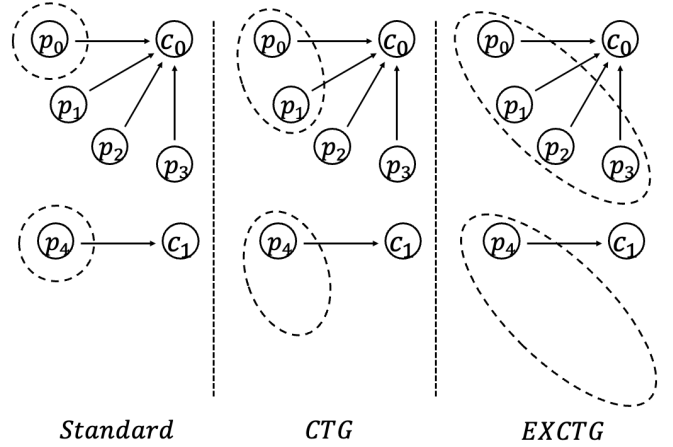 p₀ c₀ p₀ c₀ p₀ c₀
p₁ p₁ p₁
p₂ p₂ p₂
p₃ p₃ p₃
p₄ c₁ p₄ c₁ p₄ c₁
Standard CTG EXCTG